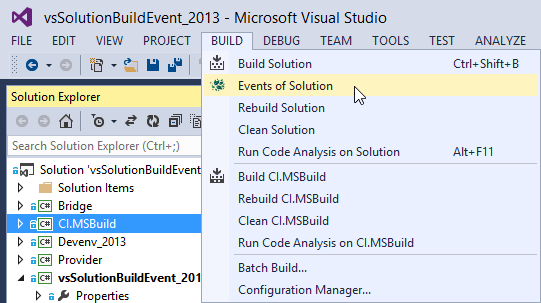 vsSolutionBuildEvent_2013 - Microsoft Visual Studio
FILE EDIT VIEW PROJECT BUILD DEBUG TEAM TOOLS TEST ANALYZE
Build Solution Ctrl+Shift+B
Events of Solution
Rebuild Solution
Clean Solution
Run Code Analysis on Solution Alt+F11
Build CI.MSBuild
Rebuild CI.MSBuild
Clean CI.MSBuild
Run Code Analysis on CI.MSBuild
Batch Build...
Configuration Manager...
Solution Explorer
Search Solution Explorer (Ctrl+;)
Solution 'vsSolutionBuildEvent
Solution Items
C# Bridge
C# CI.MSBuild
C# Devenv_2013
C# Provider
C# vsSolutionBuildEvent_201
Properties